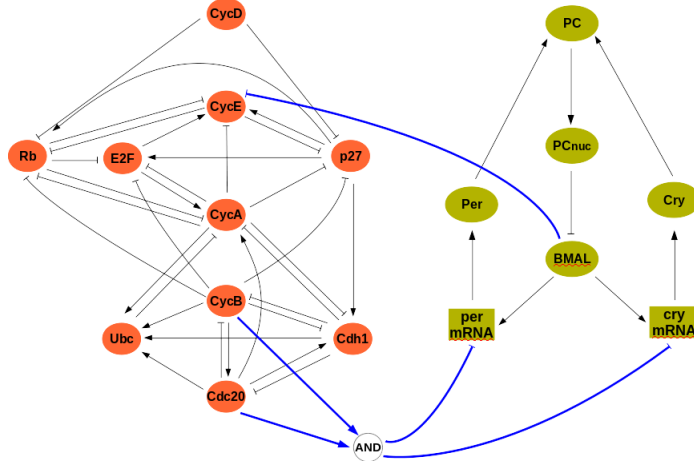 CycD
PC
CycE
PCnuc
Rb
E2F
p27
Per
Cry
CycA
BMAL
CycB
per
mRNA
cry
mRNA
Ubc
Cdh1
Cdc20
AND